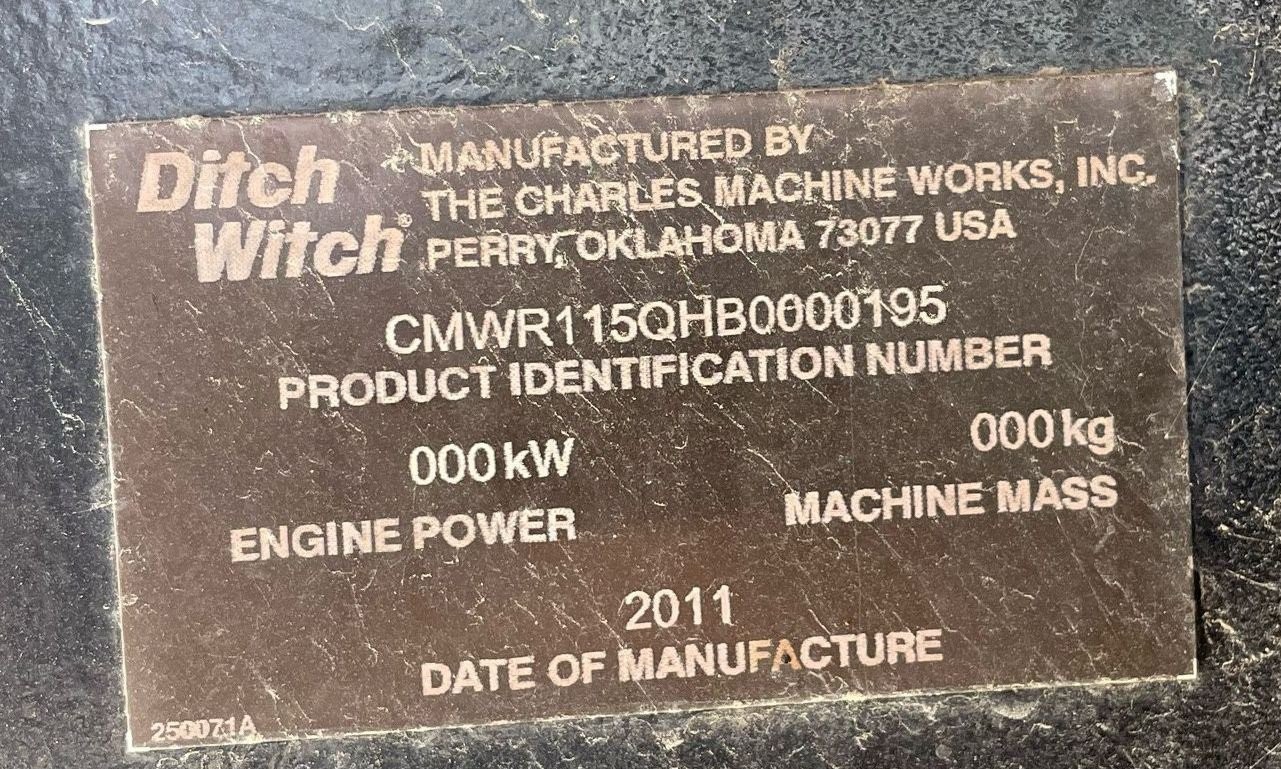 Ditch
Witch®
MANUFACTURED BY
THE CHARLES MACHINE WORKS, INC.
PERRY, OKLAHOMA 73077 USA
CMWR115QHB0000195
PRODUCT IDENTIFICATION NUMBER
000 kW
ENGINE POWER
000 kg
MACHINE MASS
2011
DATE OF MANUFACTURE
250071A